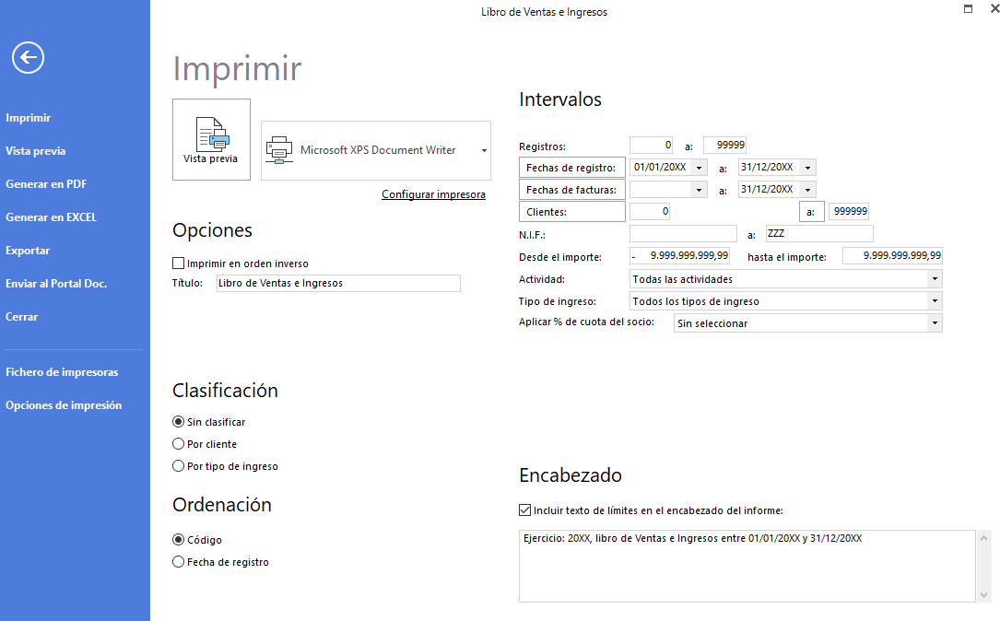 Libro de Ventas e Ingresos
Imprimir
Vista previa
Generar en PDF
Generar en EXCEL
Exportar
Enviar al Portal Doc.
Cerrar
Fichero de impresoras
Opciones de impresión
Imprimir
Vista previa
Microsoft XPS Document Writer
Configurar impresora
Opciones
Imprimir en orden inverso
Título: Libro de Ventas e Ingresos
Clasificación
Sin clasificar
Por cliente
Por tipo de ingreso
Ordenación
Código
Fecha de registro
Intervalos
Registros: 0 a: 99999
Fechas de registro: 01/01/20XX a: 31/12/20XX
Fechas de facturas: a: 31/12/20XX
Clientes: 0 a: 999999
N.I.F.: a: ZZZ
Desde el importe: - 9.999.999.999,99 hasta el importe: 9.999.999.999,99
Actividad: Todas las actividades
Tipo de ingreso: Todos los tipos de ingreso
Aplicar % de cuota del socio: Sin seleccionar
Encabezado
Incluir texto de límites en el encabezado del informe:
Ejercicio: 20XX, libro de Ventas e Ingresos entre 01/01/20XX y 31/12/20XX